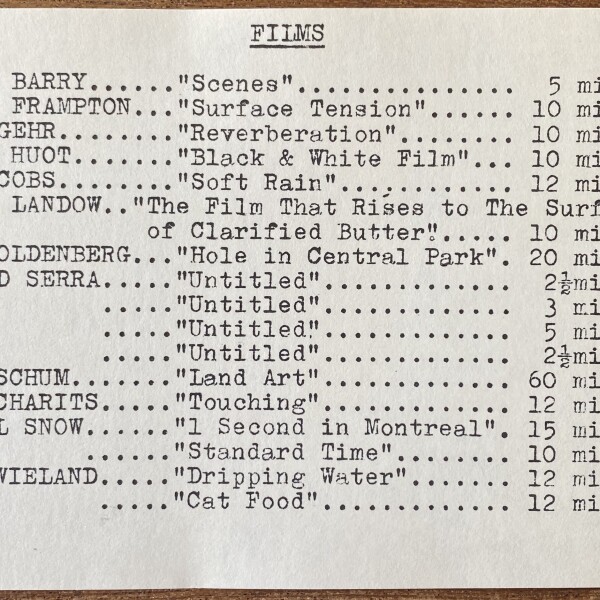 FILMS
BARRY......"Scenes"............... 5 mi
FRAMPTON..."Surface Tension"...... 10 mi
GEHR........"Reverberation"........ 10 mi
HUOT......."Black & White Film"... 10 mi
COBS........"Soft Rain"............ 12 mi
LANDOW.."The Film That Rises to The Surf
of Clarified Butter"..... 10 mi
OLDENBERG..."Hole in Central Park". 20 mi
D SERRA....."Untitled"............. 2½mi
....."Untitled"............. 3 mi
....."Untitled"............. 5 mi
....."Untitled"............. 2½mi
SCHUM......."Land Art"............. 60 mi
CHARITS....."Touching"............. 12 mi
L SNOW......"1 Second in Montreal". 15 mi
......"Standard Time"........ 10 mi
WIELAND....."Dripping Water"....... 12 mi
....."Cat Food"............. 12 mi